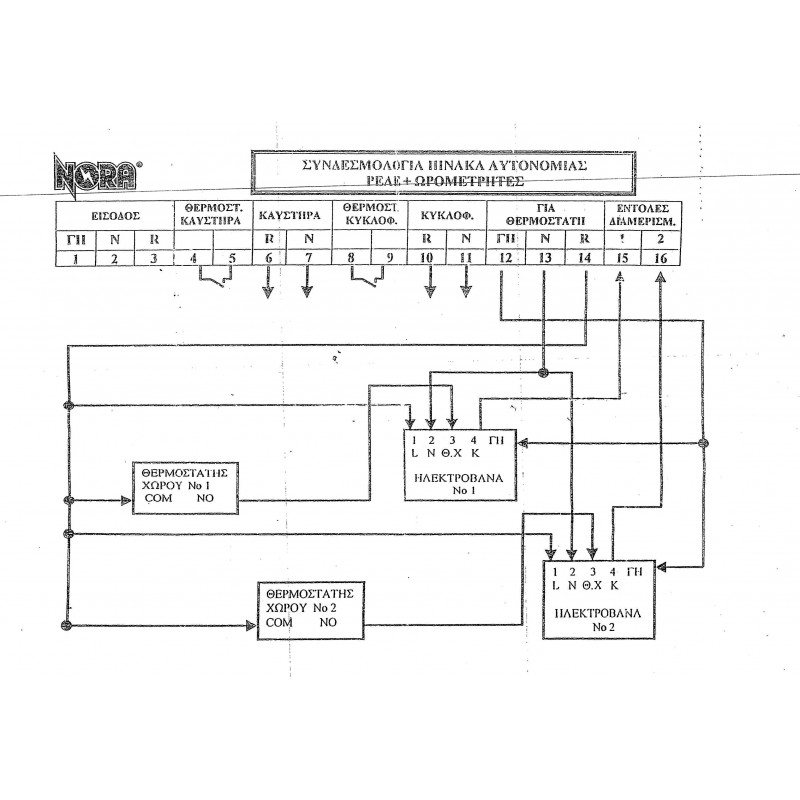 NORA®
ΣΥΝΔΕΣΜΟΛΟΓΙΑ ΠΙΝΑΚΑ ΑΥΤΟΝΟΜΙΑΣ
ΡΕΛΕ + ΩΡΟΜΕΤΡΗΤΕΣ
ΕΙΣΟΔΟΣ ΘΕΡΜΟΣΤ. ΚΑΥΣΤΗΡΑ ΚΑΥΣΤΗΡΑ ΘΕΡΜΟΣΤ. ΚΥΚΛΟΦ. ΚΥΚΛΟΦ. ΓΙΑ ΘΕΡΜΟΣΤΑΤΗ ΕΝΤΟΛΕΣ ΔΙΑΜΕΡΙΣΜ.
ΓΗ N R R N R N ΓΗ N R 1 2
1 2 3 4 5 6 7 8 9 10 11 12 13 14 15 16
1 2 3 4 ΓΗ
L N Θ.Χ Κ
ΗΛΕΚΤΡΟΒΑΝΑ
Νο 1
ΘΕΡΜΟΣΤΑΤΗΣ
ΧΩΡΟΥ Νο 1
COM NO
1 2 3 4 ΓΗ
L N Θ.Χ Κ
ΗΛΕΚΤΡΟΒΑΝΑ
Νο 2
ΘΕΡΜΟΣΤΑΤΗΣ
ΧΩΡΟΥ Νο 2
COM NO